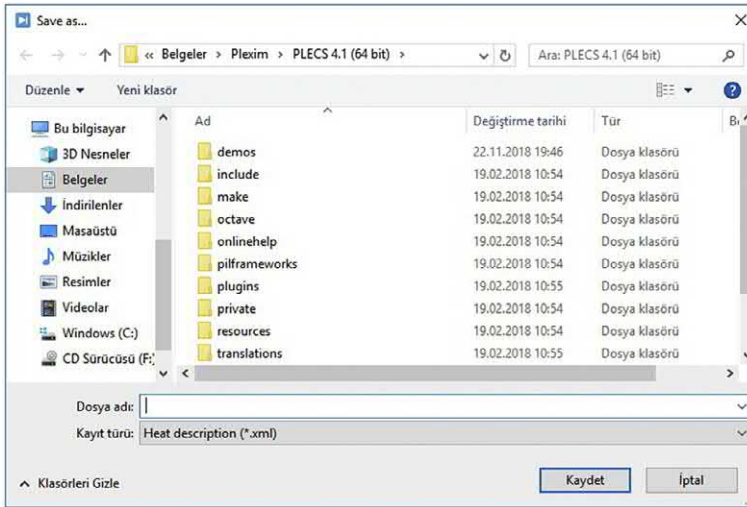 Save as...
« Belgeler > Plexim > PLECS 4.1 (64 bit) >
Ara: PLECS 4.1 (64 bit)
Düzenle
Yeni klasör
Ad Değiştirme tarihi Tür
Bu bilgisayar
3D Nesneler
Belgeler
İndirilenler
Masaüstü
Müzikler
Resimler
Videolar
Windows (C:)
CD Sürücüsü (F:)
demos 22.11.2018 19:46 Dosya klasörü
include 19.02.2018 10:54 Dosya klasörü
make 19.02.2018 10:54 Dosya klasörü
octave 19.02.2018 10:54 Dosya klasörü
onlinehelp 19.02.2018 10:54 Dosya klasörü
pilframeworks 19.02.2018 10:54 Dosya klasörü
plugins 19.02.2018 10:55 Dosya klasörü
private 19.02.2018 10:54 Dosya klasörü
resources 19.02.2018 10:54 Dosya klasörü
translations 19.02.2018 10:55 Dosya klasörü
Dosya adı:
Kayıt türü: Heat description (*.xml)
Klasörleri Gizle
Kaydet
İptal